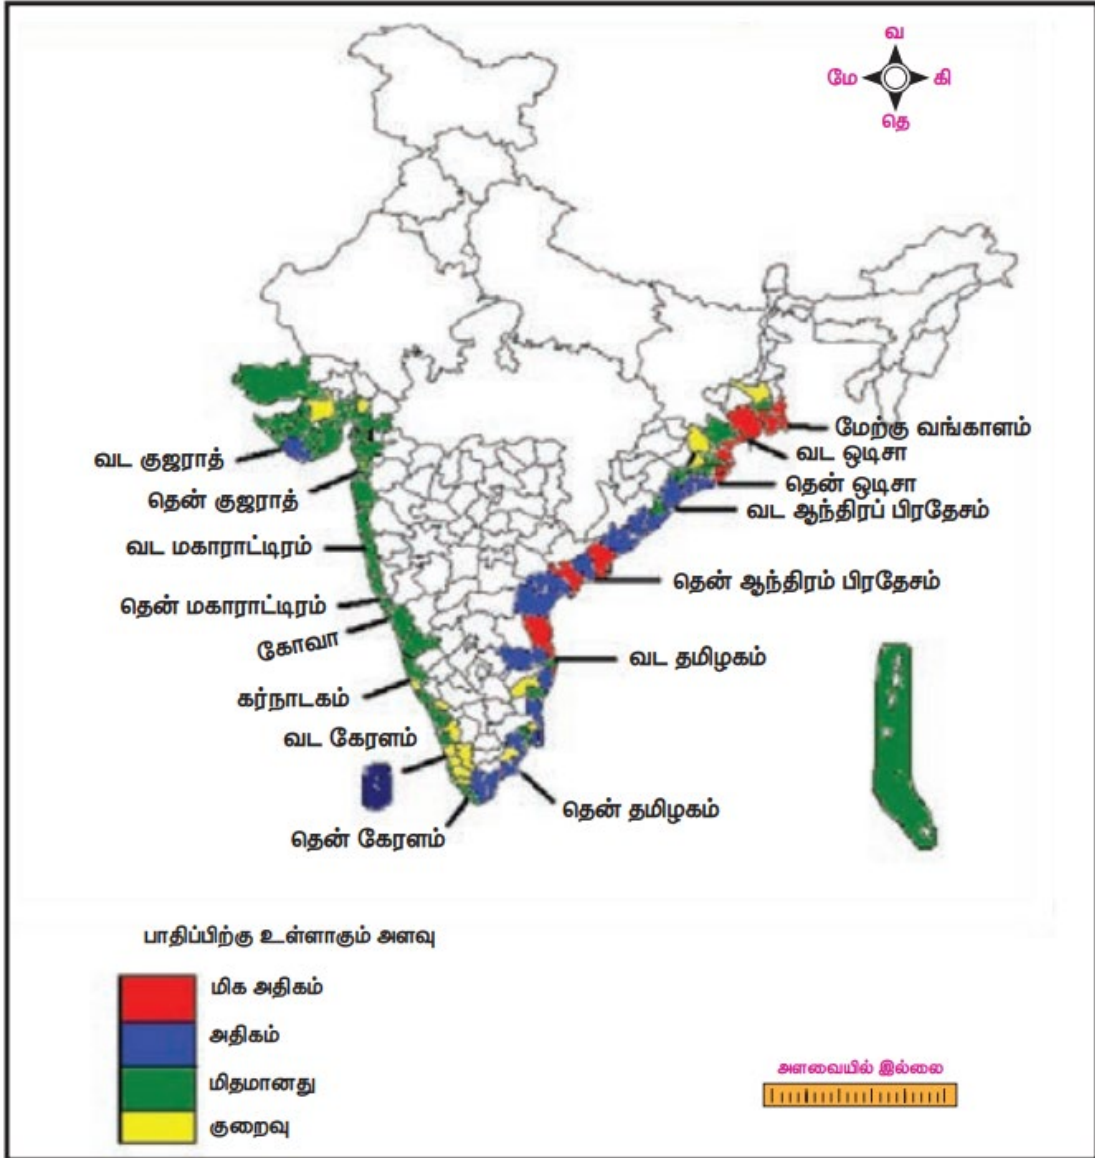 வ
மே
கி
தெ
மேற்கு வங்காளம்
வட ஒடிசா
தென் ஒடிசா
வட ஆந்திரப் பிரதேசம்
தென் ஆந்திரம் பிரதேசம்
வட தமிழகம்
தென் தமிழகம்
வட குஜராத்
தென் குஜராத்
வட மகாராட்டிரம்
தென் மகாராட்டிரம்
கோவா
கர்நாடகம்
வட கேரளம்
தென் கேரளம்
பாதிப்பிற்கு உள்ளாகும் அளவு
மிக அதிகம்
அதிகம்
மிதமானது
குறைவு
அளவையில் இல்லை